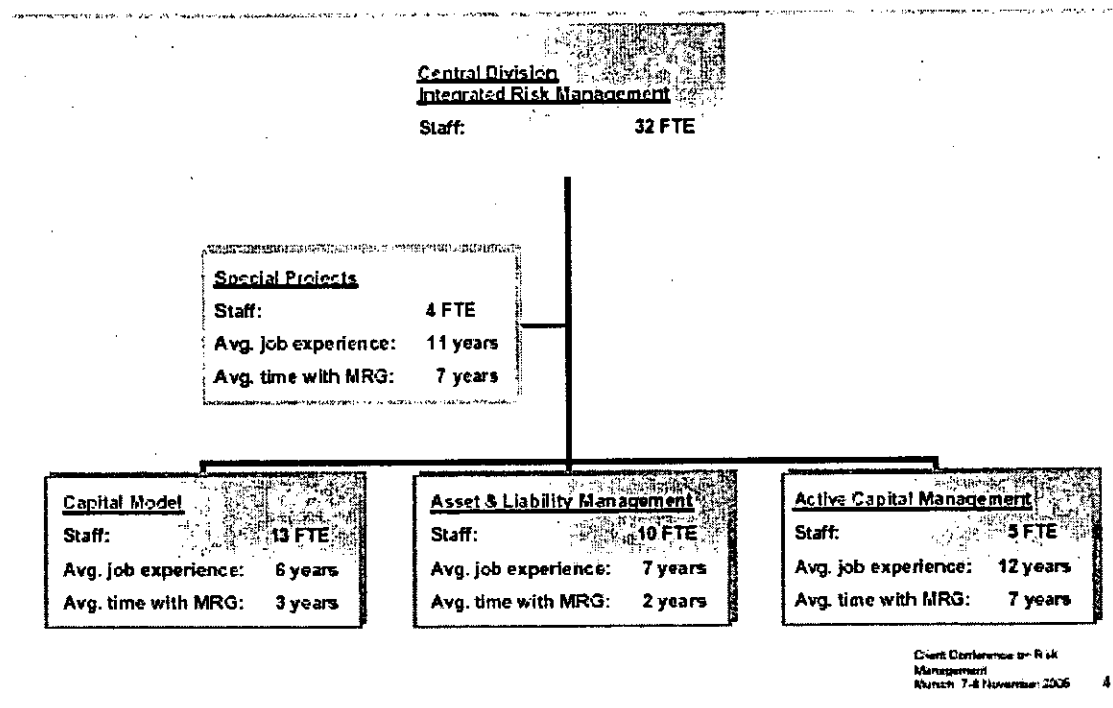 Central Division
Integrated Risk Management
Staff: 32 FTE
Special Projects
Staff: 4 FTE
Avg. job experience: 11 years
Avg. time with MRG: 7 years
Capital Model
Staff: 13 FTE
Avg. job experience: 6 years
Avg. time with MRG: 3 years
Asset & Liability Management
Staff: 10 FTE
Avg. job experience: 7 years
Avg. time with MRG: 2 years
Active Capital Management
Staff: 5 FTE
Avg. job experience: 12 years
Avg. time with MRG: 7 years
Client Conference on Risk
Management
Munich 7-8 November 4